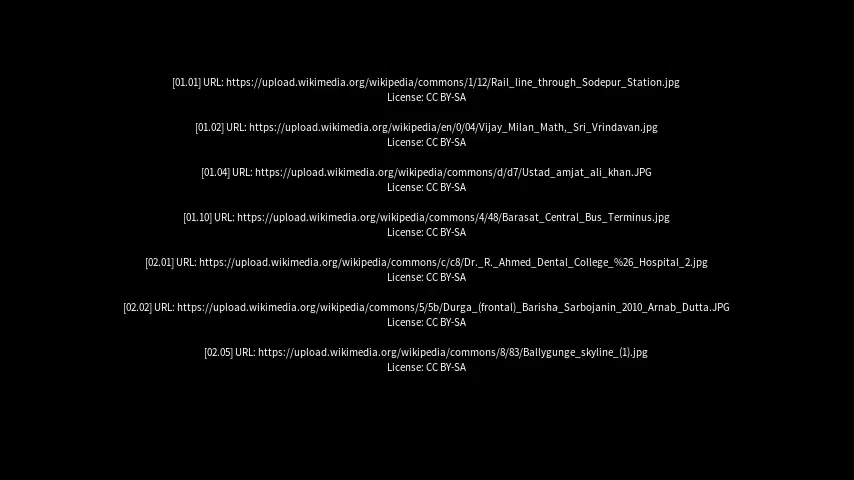 [01.01] URL: https://upload.wikimedia.org/wikipedia/commons/1/12/Rail_line_through_Sodepur_Station.jpg
License: CC BY-SA
[01.02] URL: https://upload.wikimedia.org/wikipedia/en/0/04/Vijay_Milan_Math,_Sri_Vrindavan.jpg
License: CC BY-SA
[01.04] URL: https://upload.wikimedia.org/wikipedia/commons/d/d7/Ustad_amjat_ali_khan.JPG
License: CC BY-SA
[01.10] URL: https://upload.wikimedia.org/wikipedia/commons/4/48/Barasat_Central_Bus_Terminus.jpg
License: CC BY-SA
[02.01] URL: https://upload.wikimedia.org/wikipedia/commons/c/c8/Dr._R._Ahmed_Dental_College_%26_Hospital_2.jpg
License: CC BY-SA
[02.02] URL: https://upload.wikimedia.org/wikipedia/commons/5/5b/Durga_(frontal)_Barisha_Sarbojanin_2010_Arnab_Dutta.JPG
License: CC BY-SA
[02.05] URL: https://upload.wikimedia.org/wikipedia/commons/8/83/Ballygunge_skyline_(1).jpg
License: CC BY-SA